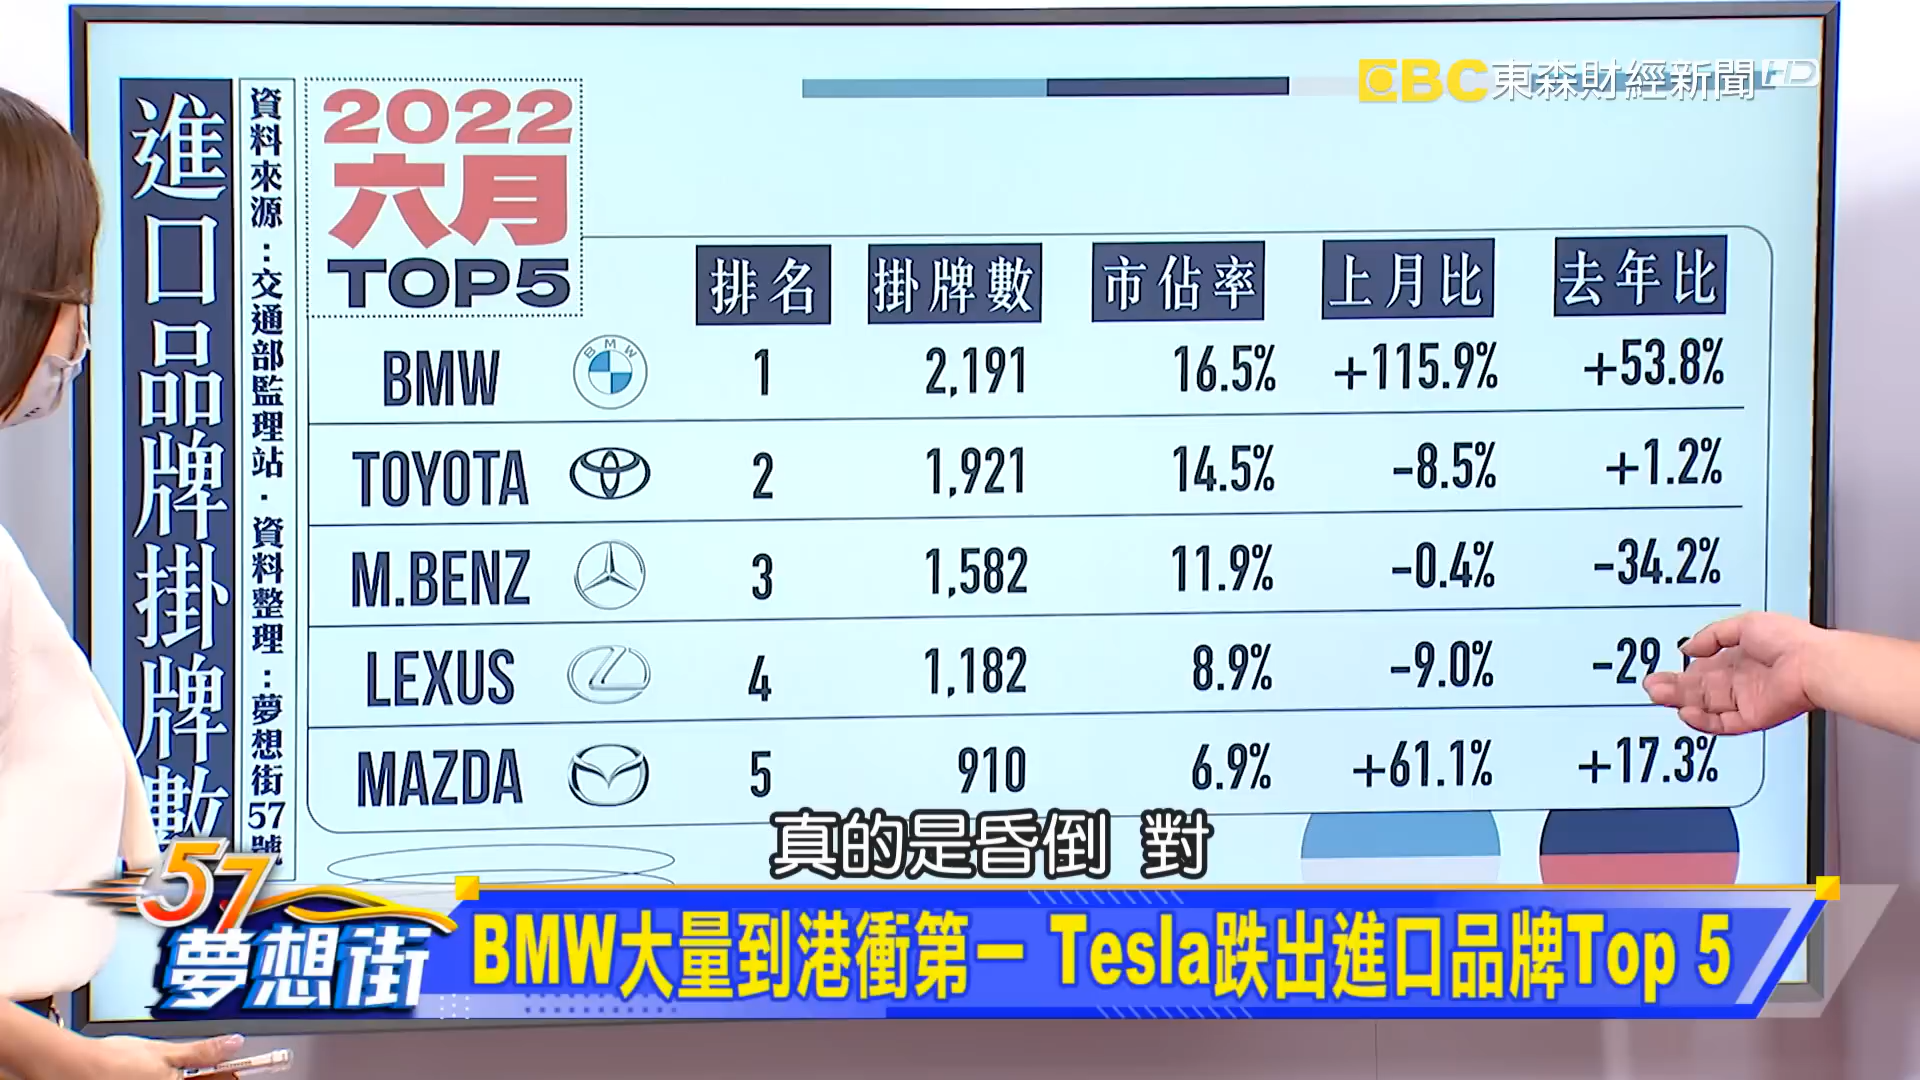 EBC東森財經新聞HD
進口品牌掛牌數
資料來源：交通部監理站．資料整理：夢想街57號
2022
六月
TOP5
排名 掛牌數 市佔率 上月比 去年比
BMW BMW 1 2,191 16.5% +115.9% +53.8%
TOYOTA 2 1,921 14.5% -8.5% +1.2%
M.BENZ 3 1,582 11.9% -0.4% -34.2%
LEXUS 4 1,182 8.9% -9.0%
MAZDA 5 910 6.9% +61.1% +17.3%
真的是昏倒 對
57
夢想街
BMW大量到港衝第一 Tesla跌出進口品牌Top 5